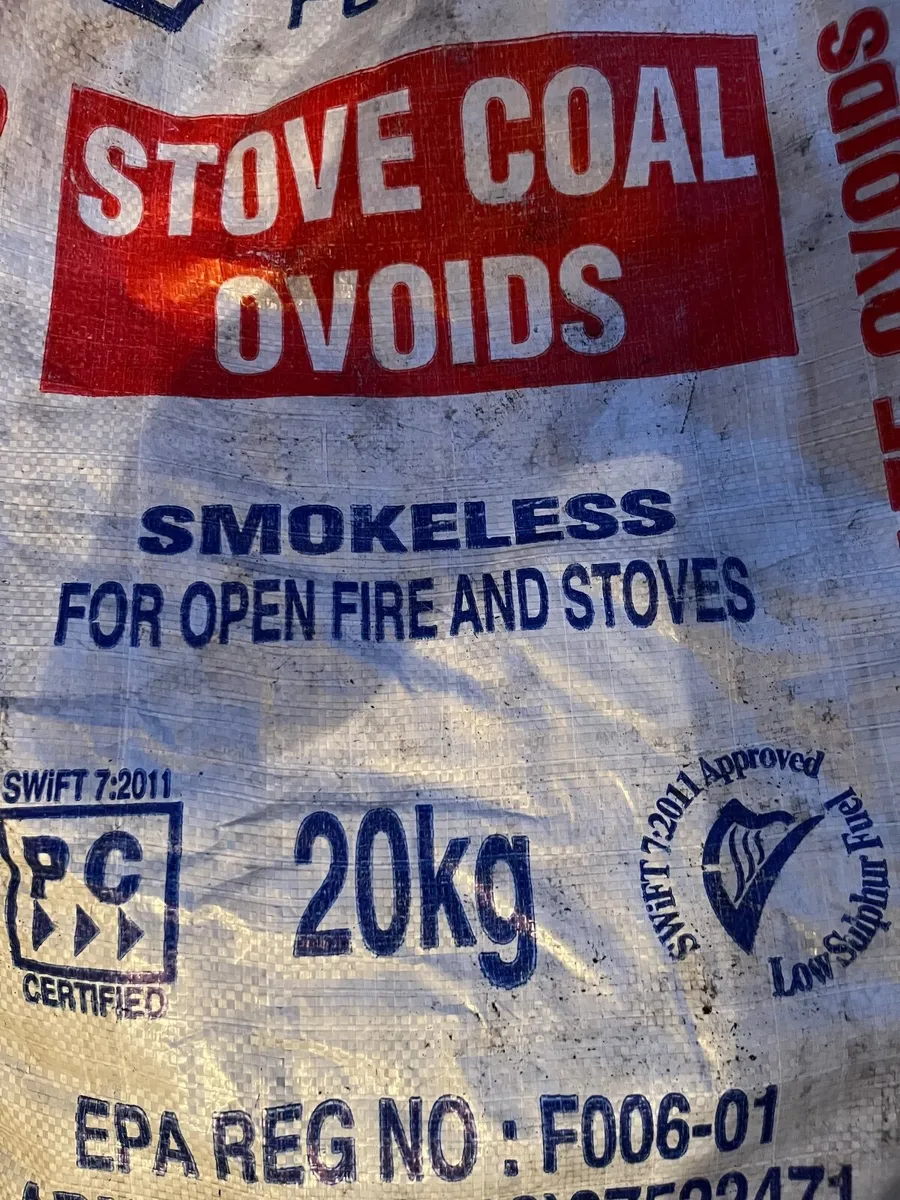 STOVE COAL
OVOIDS
OVOIDS
SMOKELESS
FOR OPEN FIRE AND STOVES
SWiFT 7:2011
PC
CERTIFIED
20kg
SWiFT 7:2011 Approved
Low Sulphur Fuel
EPA REG NO : F006-01